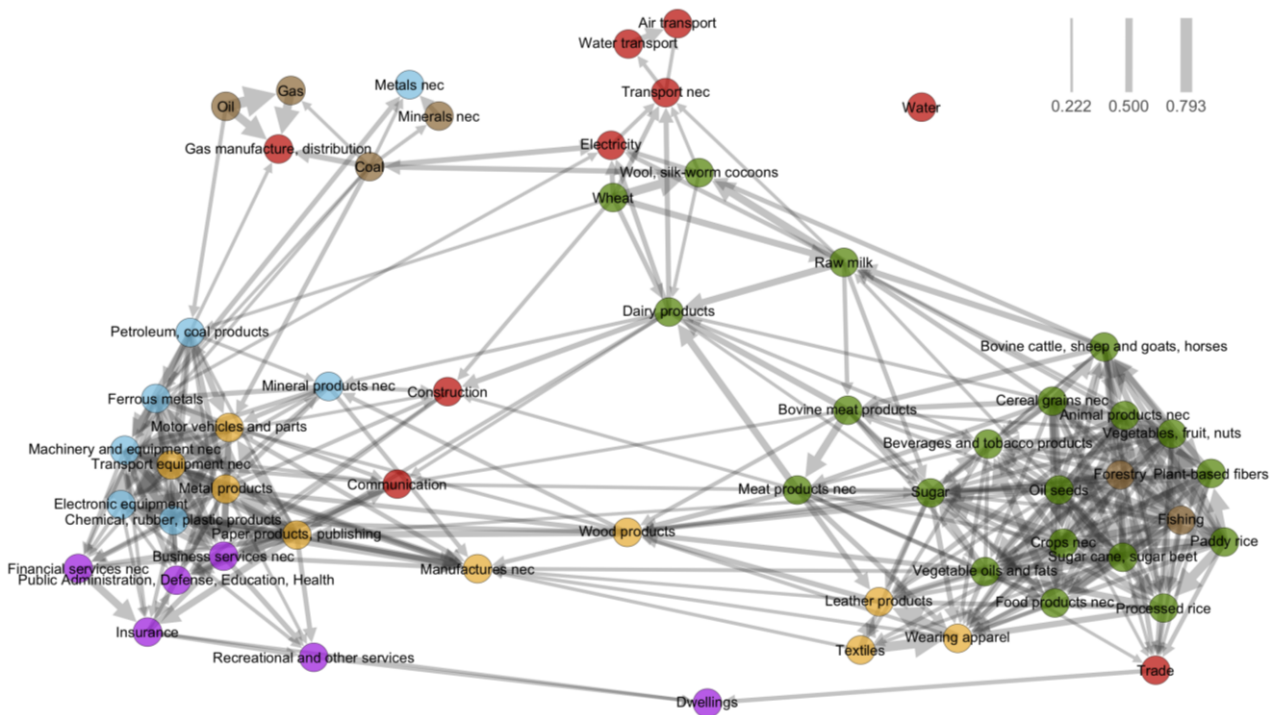 Air transport
Water transport
Gas
Metals nec
Transport nec
Oil
Minerals nec
Water
0.222 0.500 0.793
Electricity
Gas manufacture, distribution
Coal
Wool, silk-worm cocoons
Wheat
Raw milk
Dairy products
Petroleum, coal products
Bovine cattle, sheep and goats, horses
Mineral products nec
Construction
Ferrous metals
Cereal grains nec
Bovine meat products
Animal products nec
Motor vehicles and parts
Vegetables, fruit, nuts
Beverages and tobacco products
Machinery and equipment nec
Transport equipment nec
Forestry
Plant-based fibers
Communication
Metal products
Meat products nec
Sugar
Oil seeds
Electronic equipment
Chemical, rubber, plastic products
Fishing
Paper products, publishing
Wood products
Crops nec
Paddy rice
Business services nec
Sugar cane, sugar beet
Financial services nec
Manufactures nec
Vegetable oils and fats
Public Administration, Defense, Education, Health
Leather products
Food products nec
Processed rice
Insurance
Wearing apparel
Textiles
Recreational and other services
Trade
Dwellings